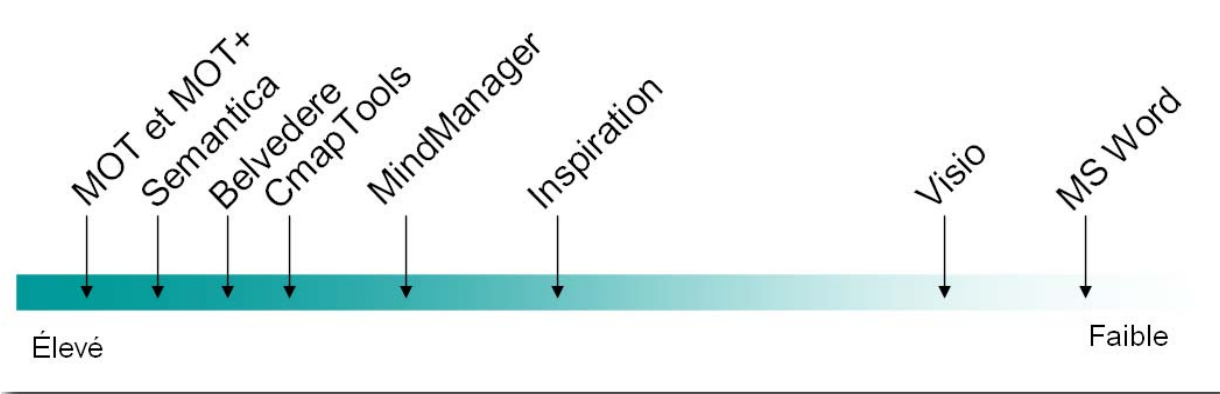 MOT et MOT+
Semantica
Belvedere
CmapTools
MindManager
Inspiration
Visio
MS Word
Élevé
Faible